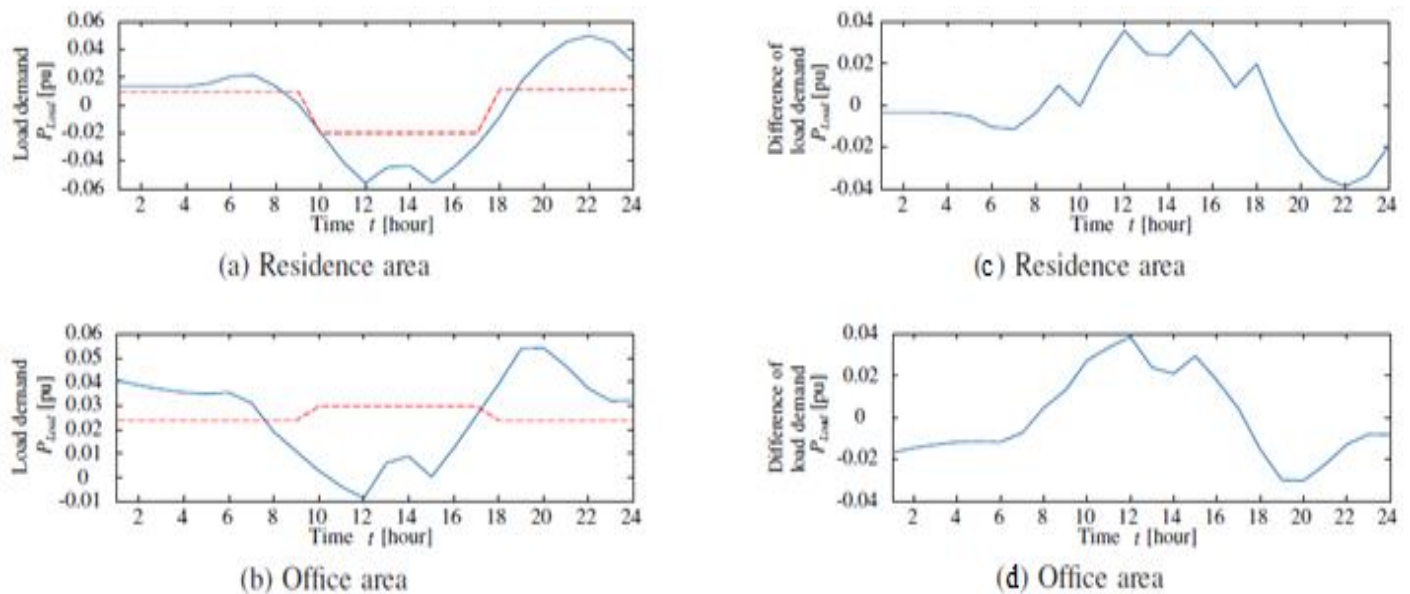 Load demand
P_Load [pu]
0.06
0.04
0.02
0
-0.02
-0.04
-0.06
2 4 6 8 10 12 14 16 18 20 22 24
Time t [hour]
(a) Residence area
Difference of
load demand
P_Load [pu]
0.04
0.02
0
-0.02
-0.04
2 4 6 8 10 12 14 16 18 20 22 24
Time t [hour]
(c) Residence area
Load demand
P_Load [pu]
0.06
0.05
0.04
0.03
0.02
0.01
0
-0.01
2 4 6 8 10 12 14 16 18 20 22 24
Time t [hour]
(b) Office area
Difference of
load demand
P_Load [pu]
0.04
0.02
0
-0.02
-0.04
2 4 6 8 10 12 14 16 18 20 22 24
Time t [hour]
(d) Office area